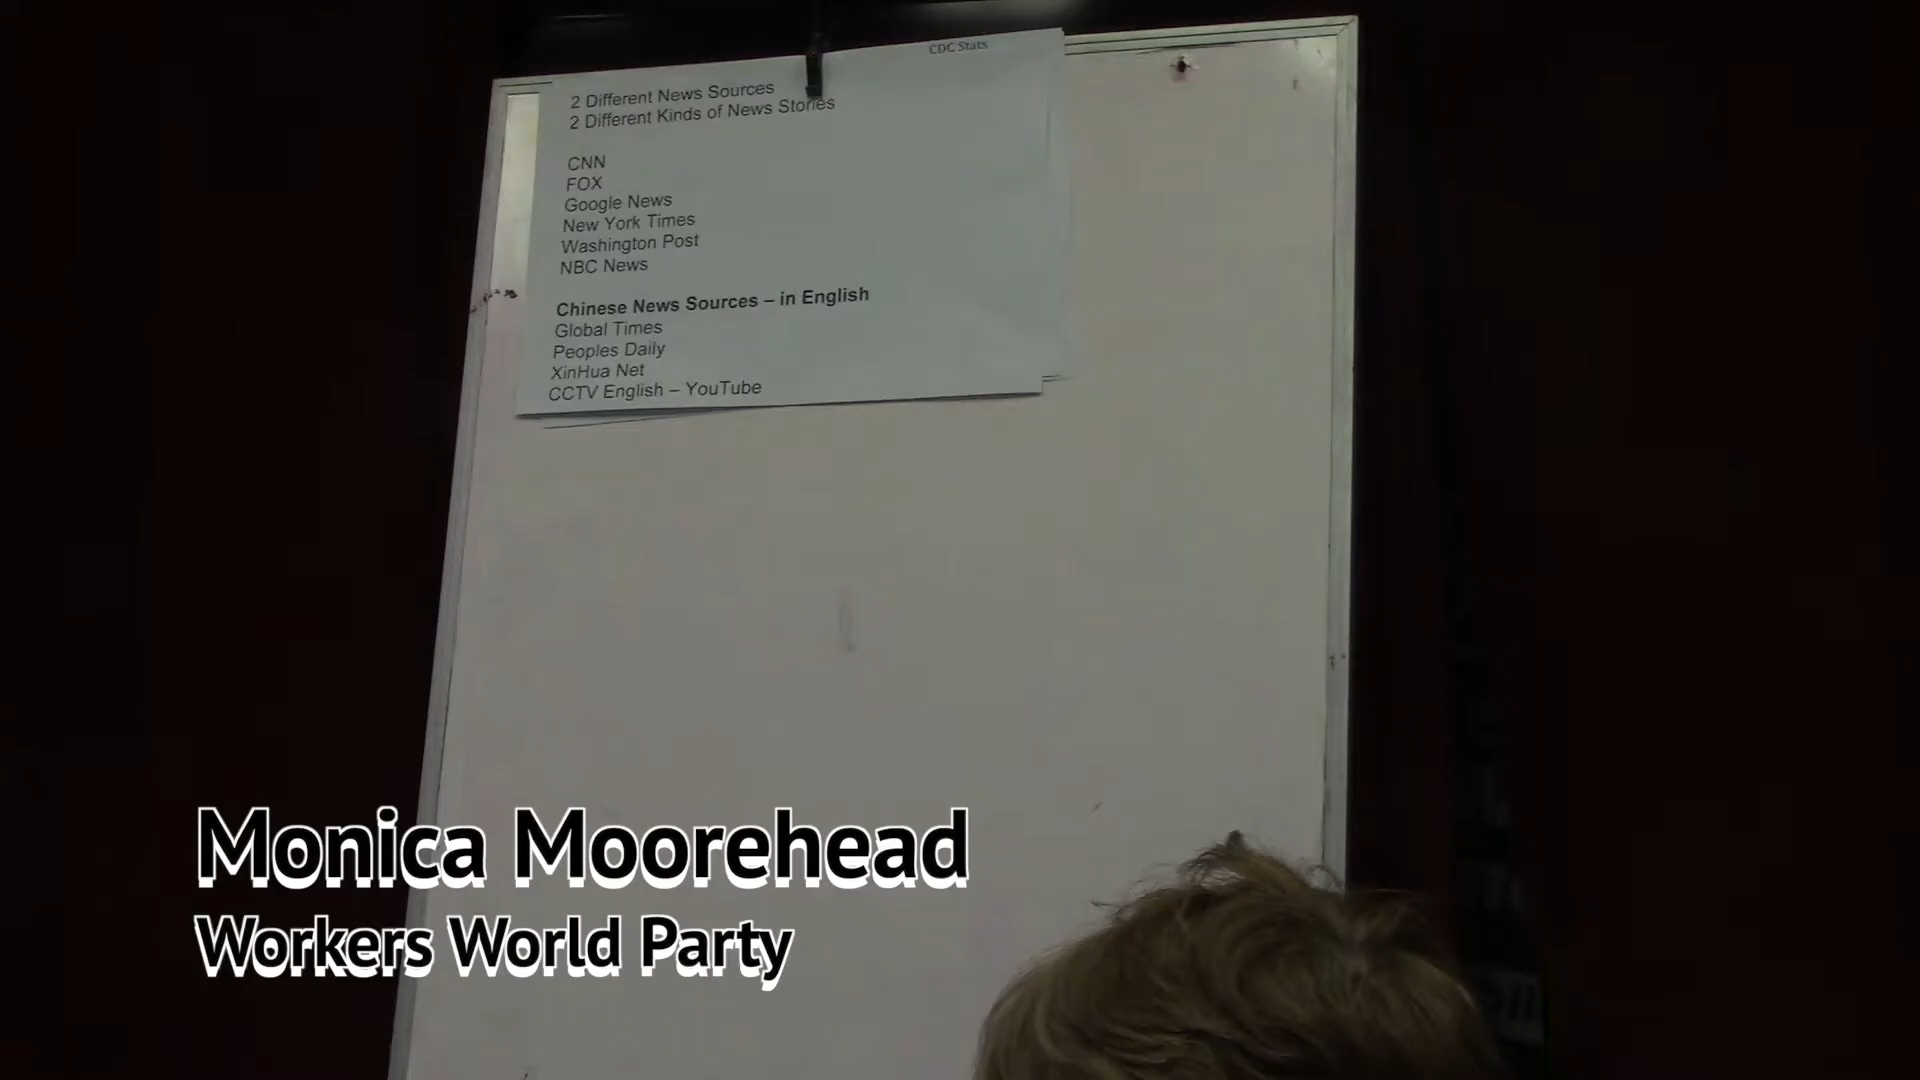 CDC Stats
2 Different News Sources
2 Different Kinds of News Stories
CNN
FOX
Google News
New York Times
Washington Post
NBC News
Chinese News Sources – in English
Global Times
Peoples Daily
XinHua Net
CCTV English – YouTube
Monica Moorehead
Workers World Party